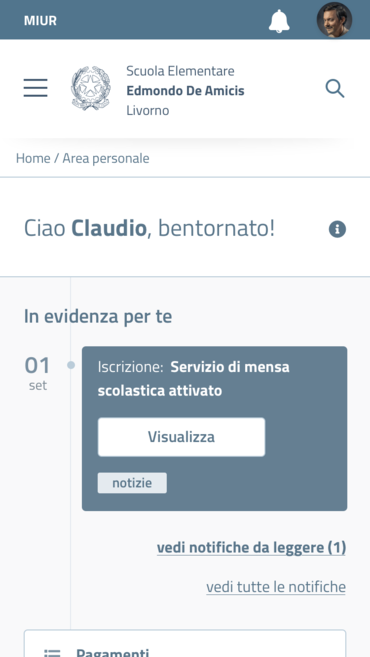 MIUR
Scuola Elementare
Edmondo De Amicis
Livorno
Home / Area personale
Ciao Claudio, bentornato!
In evidenza per te
01
set
Iscrizione: Servizio di mensa
scolastica attivato
Visualizza
notizie
vedi notifiche da leggere (1)
vedi tutte le notifiche
Pagamenti